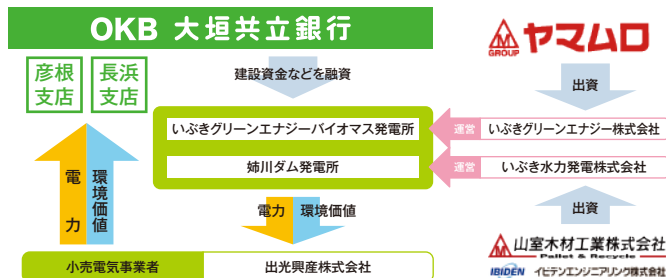 OKB 大垣共立銀行
彦根
支店
長浜
支店
建設資金などを融資
GROUP ヤマムロ
出資
いぶきグリーンエナジーバイオマス発電所
運営
いぶきグリーンエナジー株式会社
姉川ダム発電所
運営
いぶき水力発電株式会社
電力
環境価値
電力
環境価値
出資
小売電気事業者
出光興産株式会社
山室木材工業株式会社
Pallet & Recycle
IBIDEN イビデンエンジニアリング株式会社